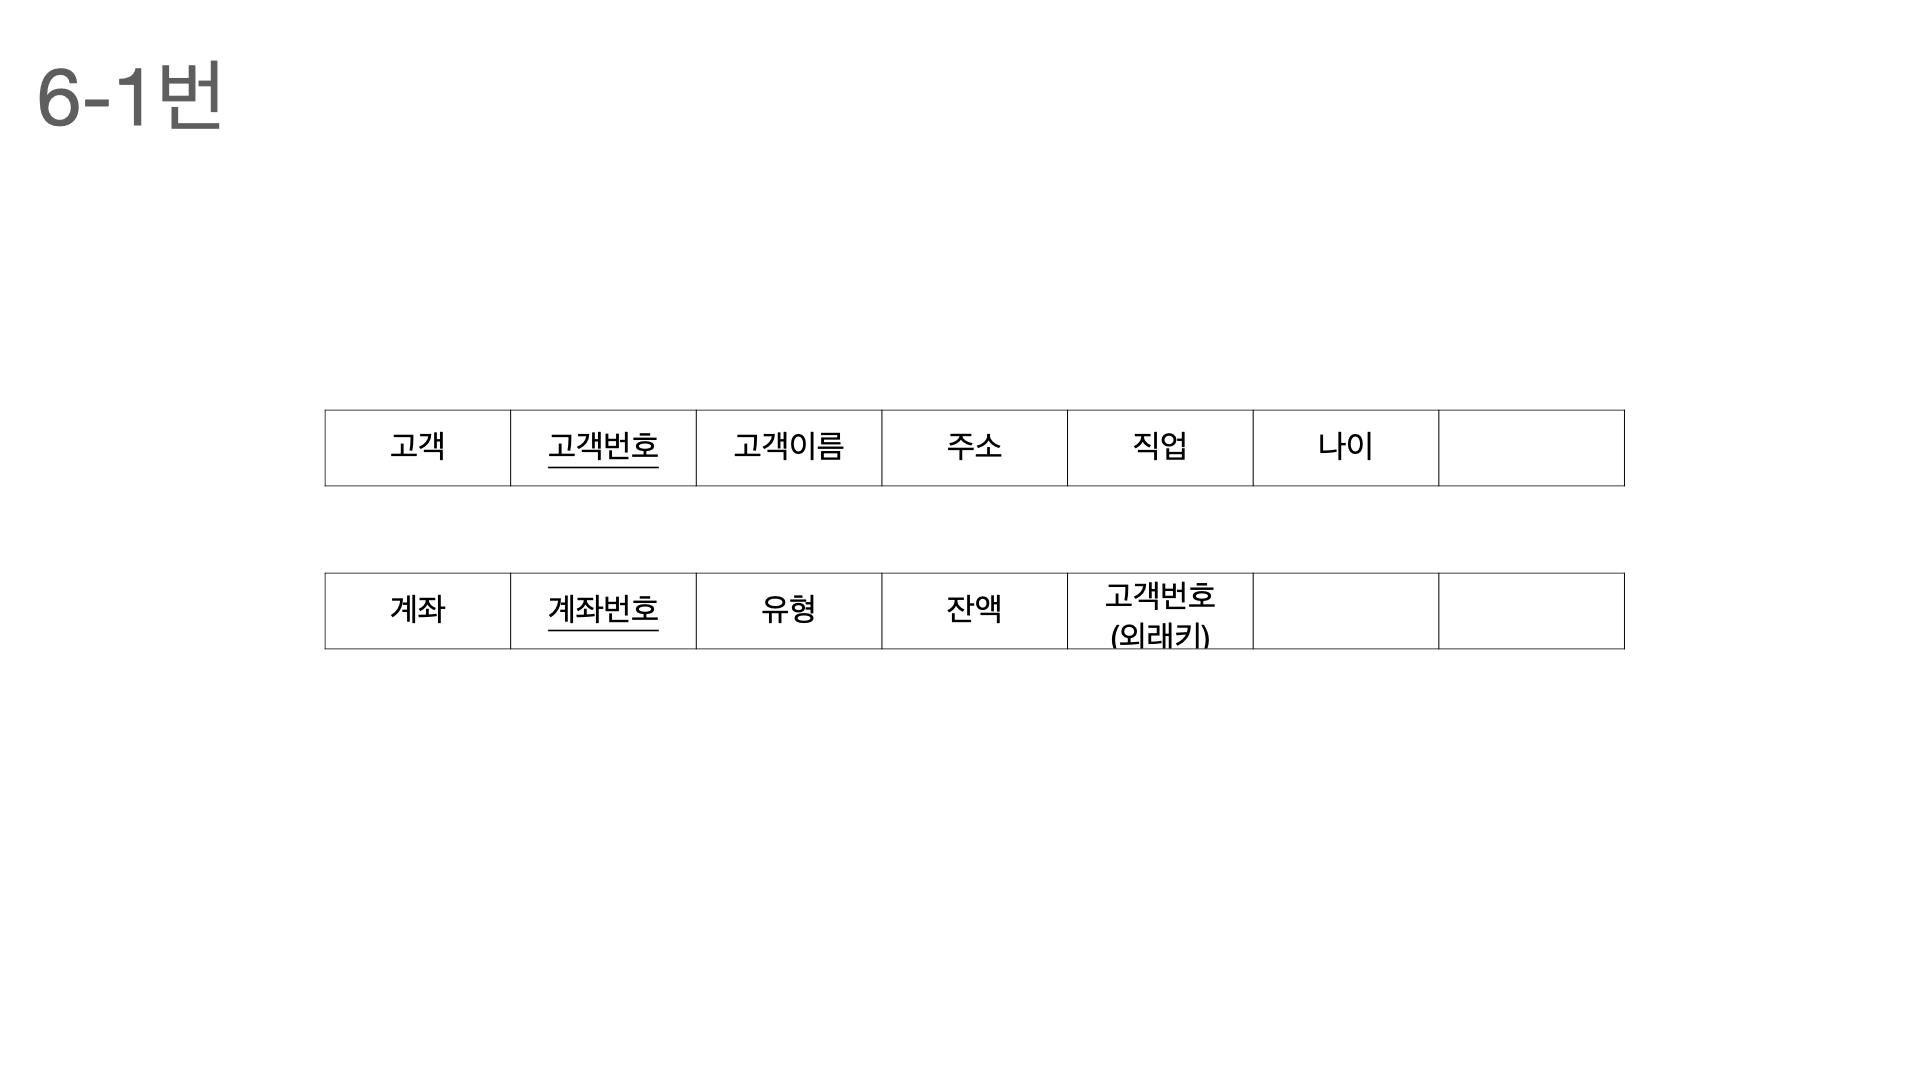 6-1번
고객 고객번호 고객이름 주소 직업 나이
계좌 계좌번호 유형 잔액 고객번호
(외래키)